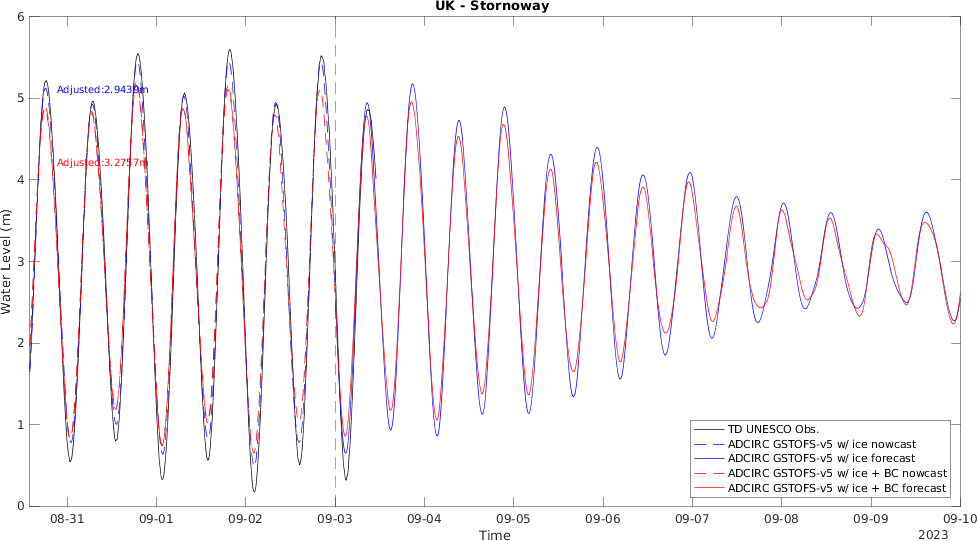 UK - Stornoway
6
5
4
3
2
1
0
Water Level (m)
Adjusted:2.9439m
Adjusted:3.2757m
TD UNESCO Obs.
ADCIRC GSTOFS-v5 w/ ice nowcast
ADCIRC GSTOFS-v5 w/ ice forecast
ADCIRC GSTOFS-v5 w/ ice + BC nowcast
ADCIRC GSTOFS-v5 w/ ice + BC forecast
08-31 09-01 09-02 09-03 09-04 09-05 09-06 09-07 09-08 09-09 09-10
Time
2023